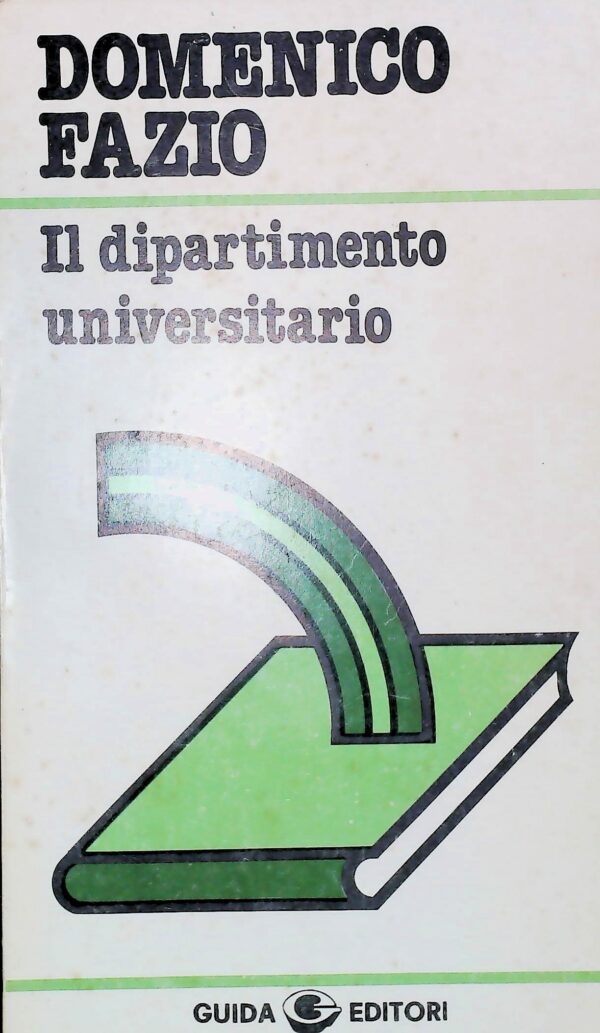 DOMENICO
FAZIO
Il dipartimento
universitario
GUIDA EDITORI